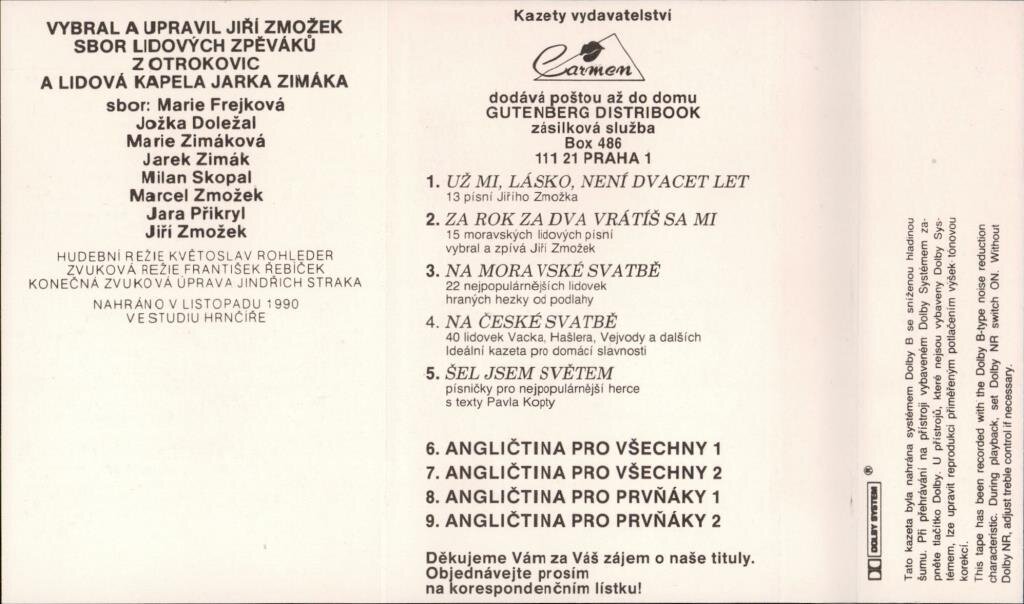 VYBRAL A UPRAVIL JIŘÍ ZMOŽEK
SBOR LIDOVÝCH ZPĚVÁKŮ
Z OTROKOVIC
A LIDOVÁ KAPELA JARKA ZIMÁKA
sbor: Marie Frejková
Jožka Doležal
Marie Zimáková
Jarek Zimák
Milan Skopal
Marcel Zmožek
Jara Přikryl
Jiří Zmožek
HUDEBNÍ REŽIE KVĚTOSLAV ROHLEDER
ZVUKOVÁ REŽIE FRANTIŠEK ŘEBÍČEK
KONEČNÁ ZVUKOVÁ ÚPRAVA JINDŘICH STRAKA
NAHRÁNO V LISTOPADU 1990
VE STUDIU HRNČÍŘE
Kazety vydavatelství
Carmen
dodává poštou až do domu
GUTENBERG DISTRIBOOK
zásilková služba
Box 486
111 21 PRAHA 1
1. UŽ MI, LÁSKO, NENÍ DVACET LET
13 písní Jiřího Zmožka
2. ZA ROK ZA DVA VRÁTÍŠ SA MI
15 moravských lidových písní
vybral a zpívá Jiří Zmožek
3. NA MORAVSKÉ SVATBĚ
22 nejpopulárnějších lidovek
hraných hezky od podlahy
4. NA ČESKÉ SVATBĚ
40 lidovek Vacka, Hašlera, Vejvody a dalších
Ideální kazeta pro domácí slavnosti
5. ŠEL JSEM SVĚTEM
písničky pro nejpopulárnější herce
s texty Pavla Kopty
6. ANGLIČTINA PRO VŠECHNY 1
7. ANGLIČTINA PRO VŠECHNY 2
8. ANGLIČTINA PRO PRVŇÁKY 1
9. ANGLIČTINA PRO PRVŇÁKY 2
Děkujeme Vám za Váš zájem o naše tituly.
Objednávejte prosím
na korespondenčním lístku!
DOLBY SYSTEM ®
Tato kazeta byla nahrána systémem Dolby B se sníženou hladinou
šumu. Při přehrávání na přístroji vybaveném Dolby Systémem za-
pněte tlačítko Dolby. U přístrojů, které nejsou vybaveny Dolby Sys-
témem, lze upravit reprodukci přiměřeným potlačením výšek tónovou
korekcí.
This tape has been recorded with the Dolby B-type noise reduction
characteristic. During playback, set Dolby NR switch ON. Without
Dolby NR, adjust treble control if necessary.